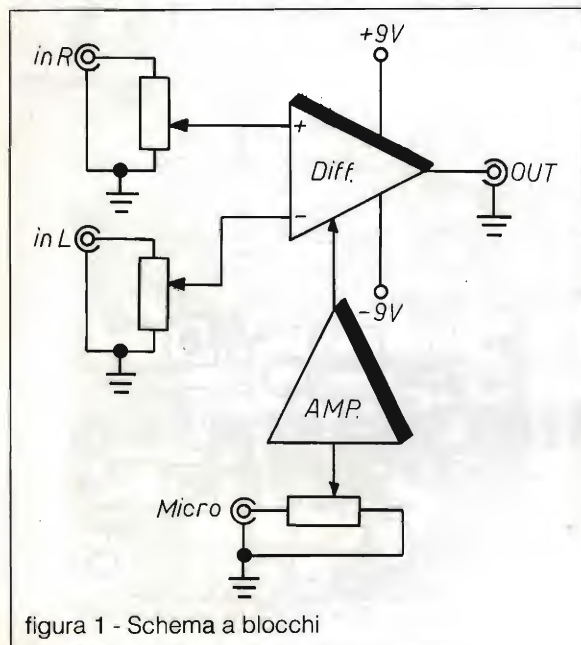 in R
+9V
+
Diff.
OUT
in L
-
-9V
AMP.
Micro
figura 1 - Schema a blocchi